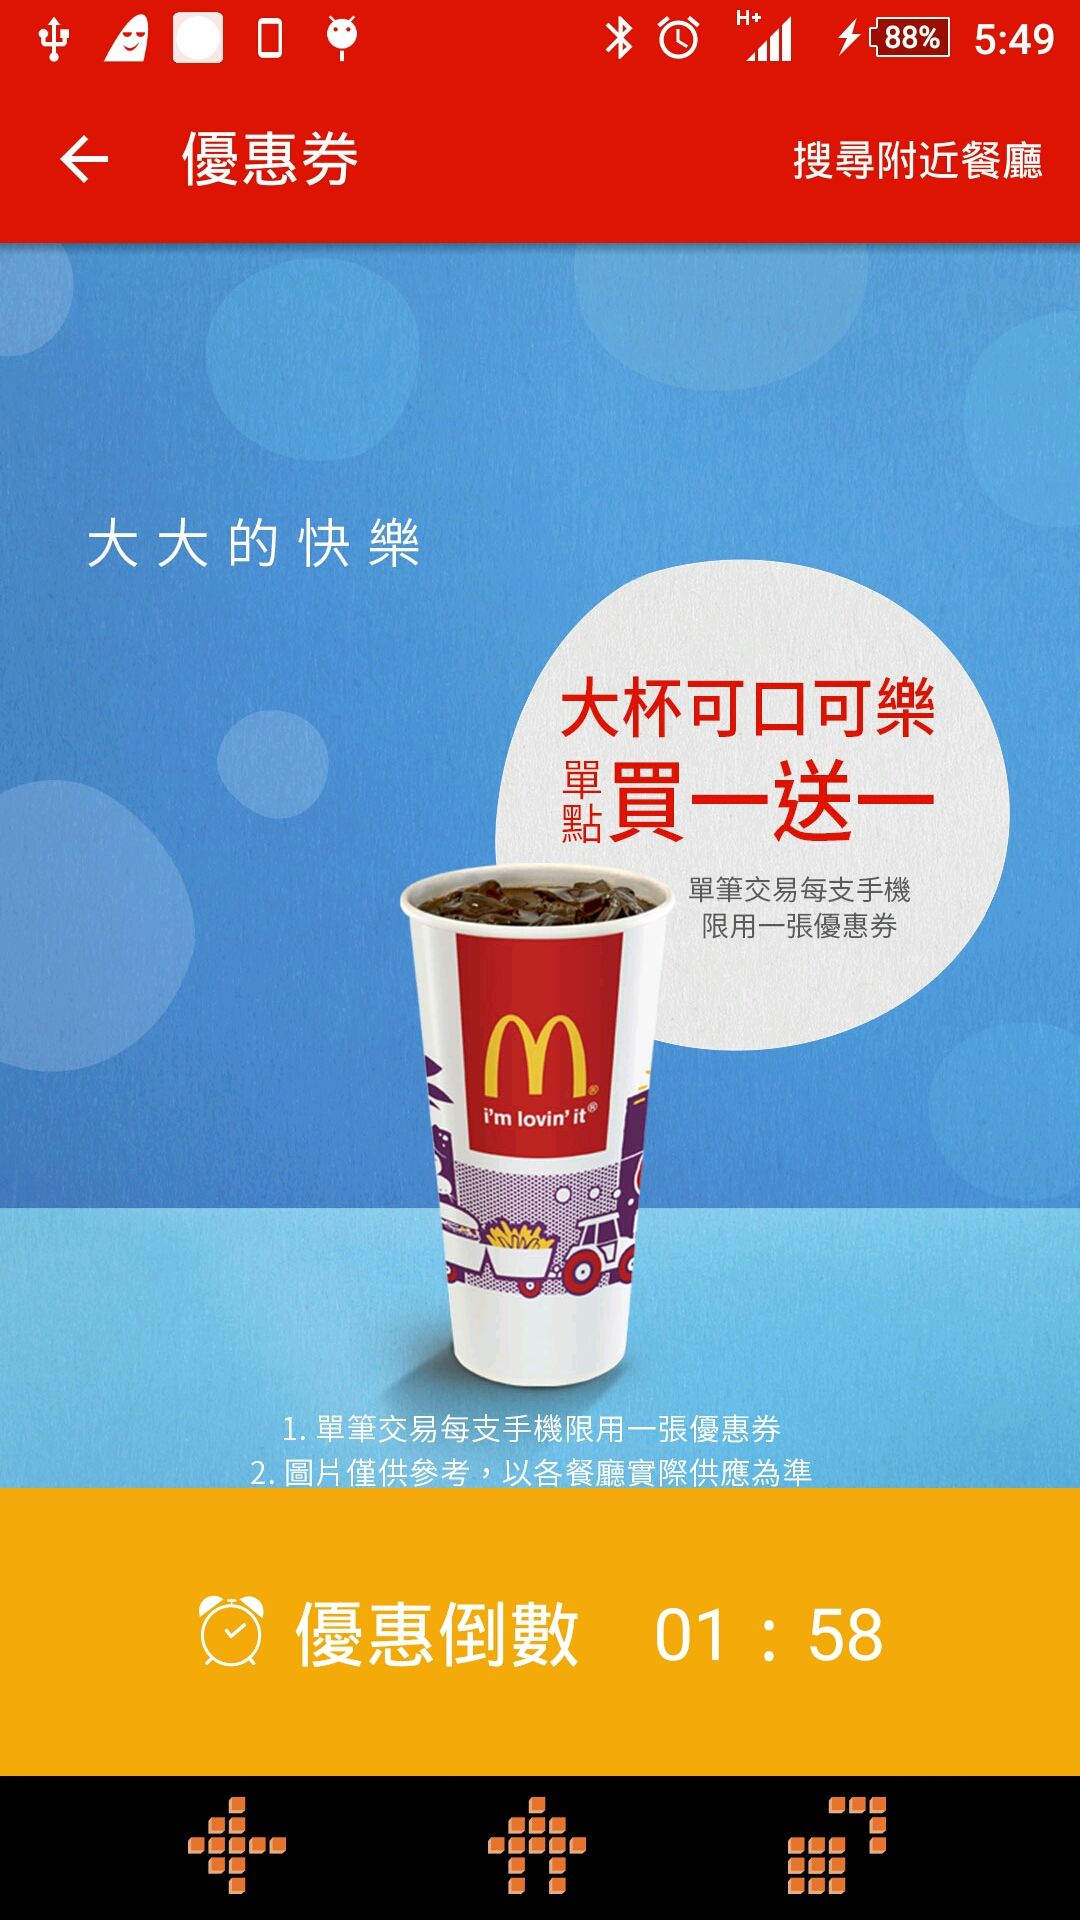 H+ 88% 5:49
優惠券 搜尋附近餐廳
大大的快樂
大杯可口可樂
單點 買一送一
單筆交易每支手機
限用一張優惠券
M®
i'm lovin' it®
1. 單筆交易每支手機限用一張優惠券
2. 圖片僅供參考，以各餐廳實際供應為準
優惠倒數 01 : 58